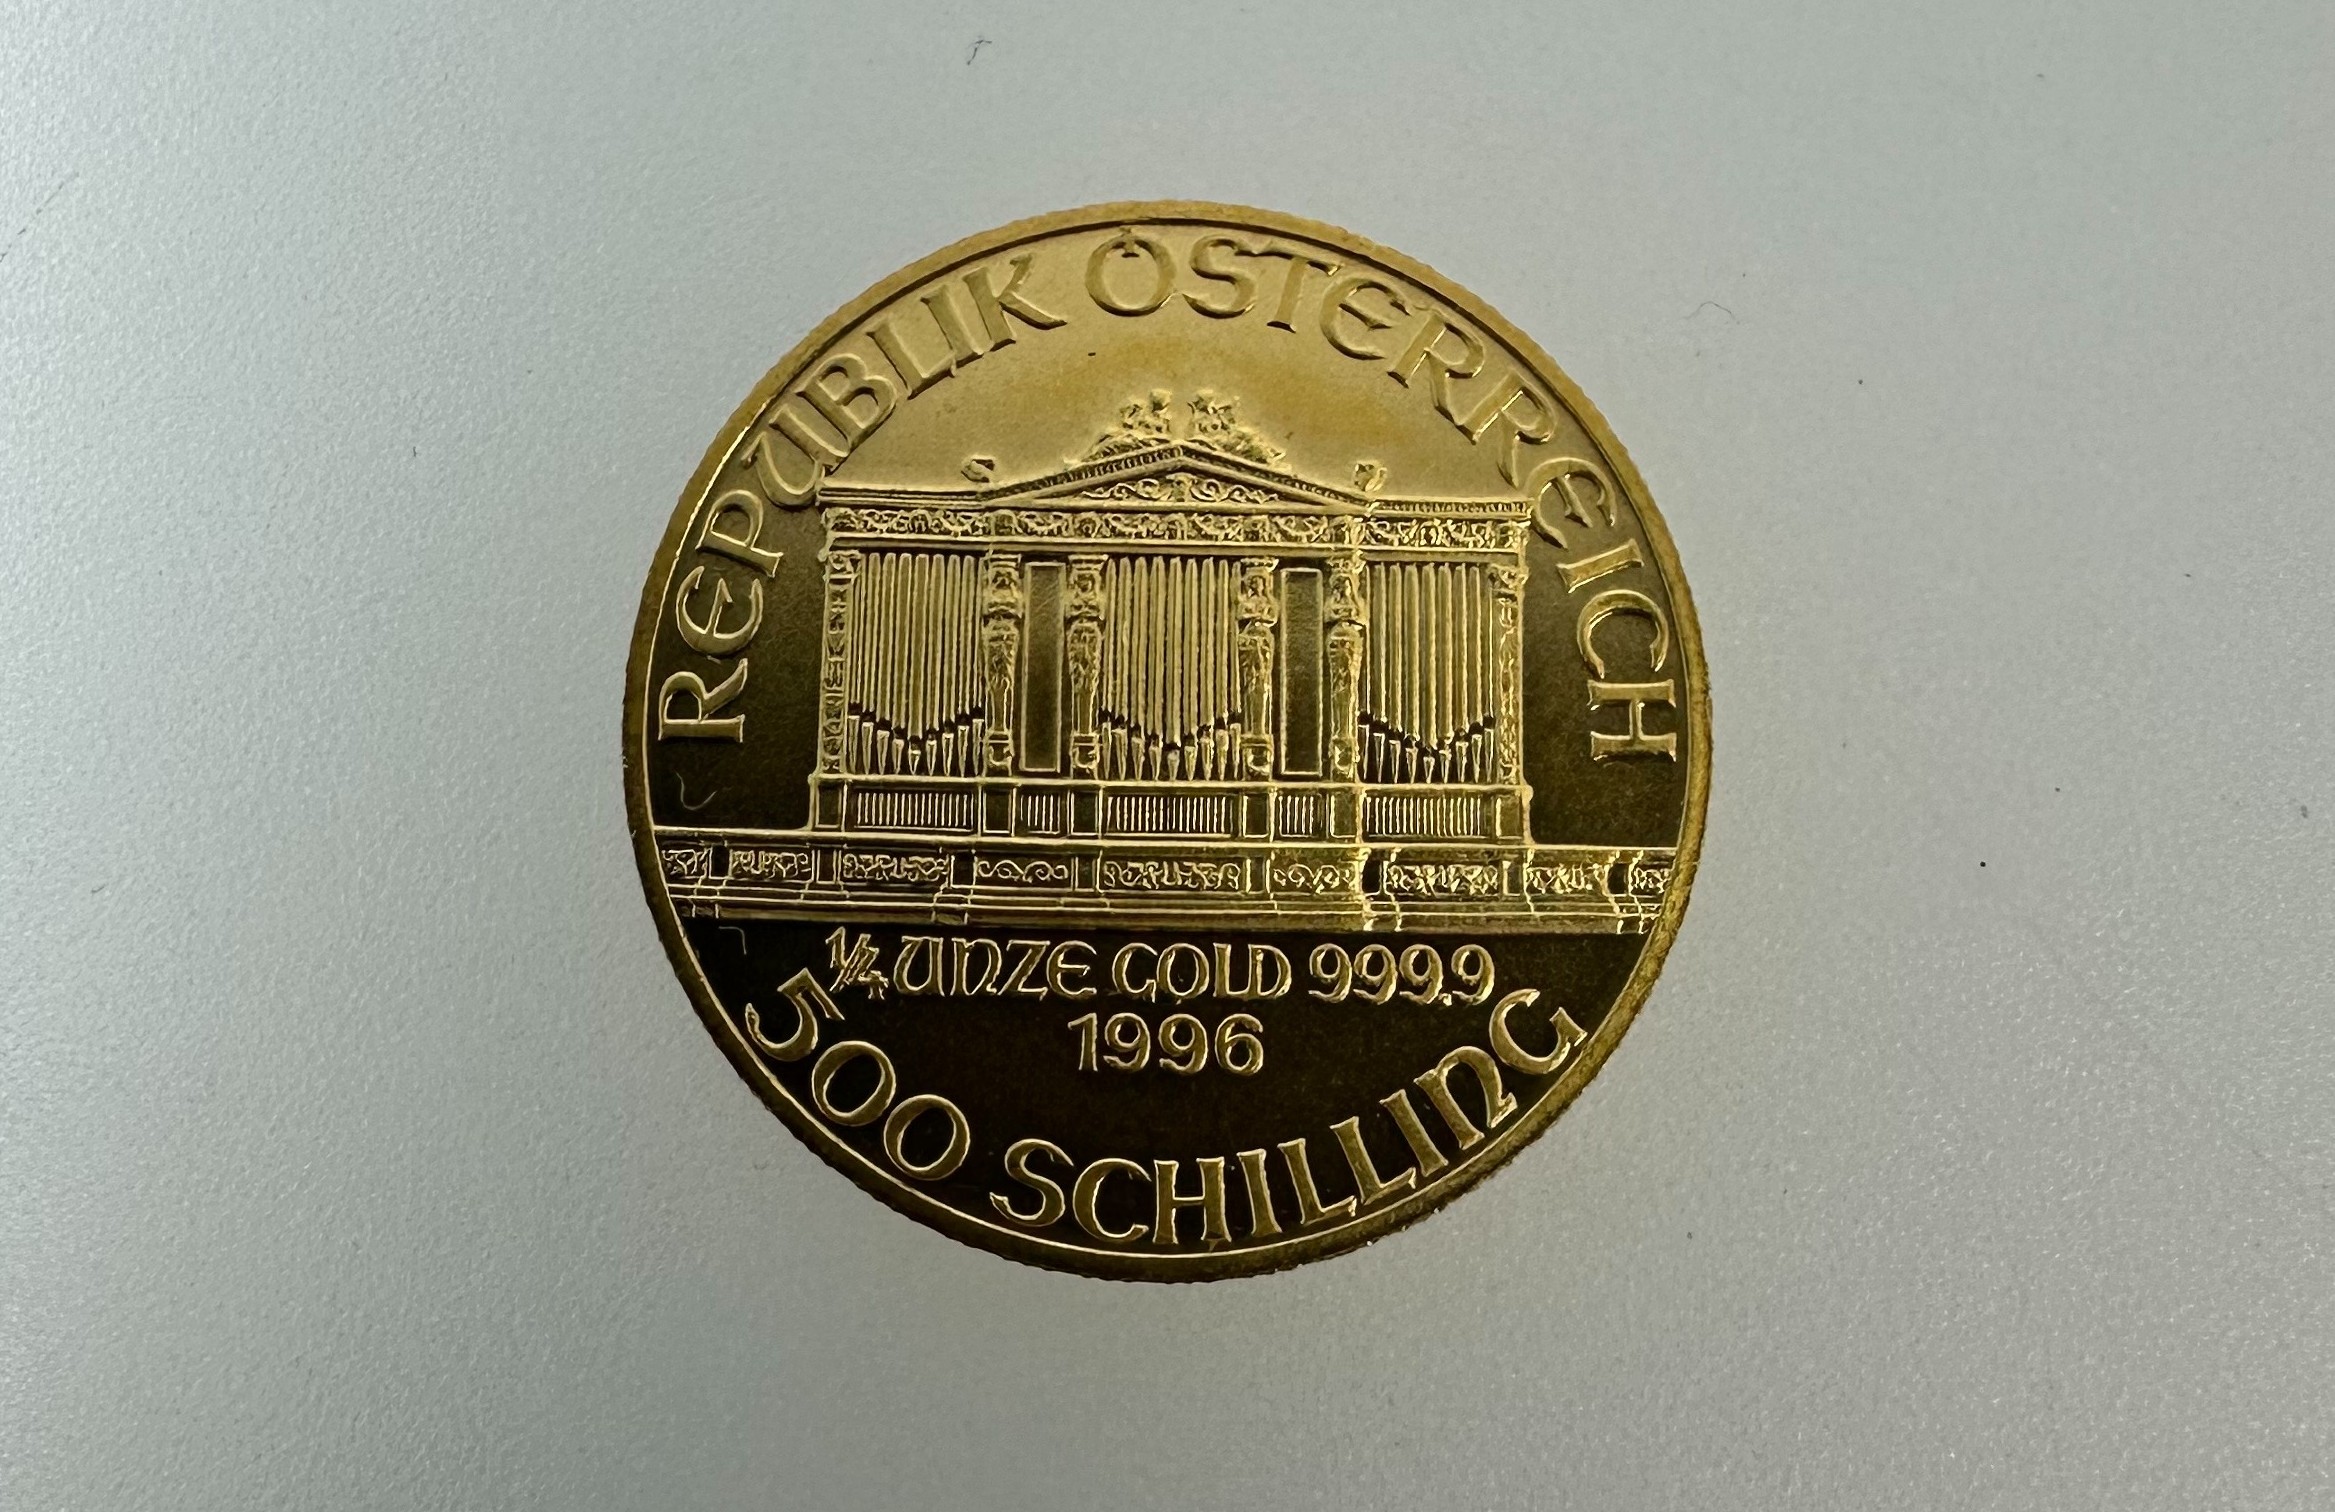 REPUBLIK ÖSTERREICH
1/4 UNZE GOLD 999.9
1996
500 SCHILLING